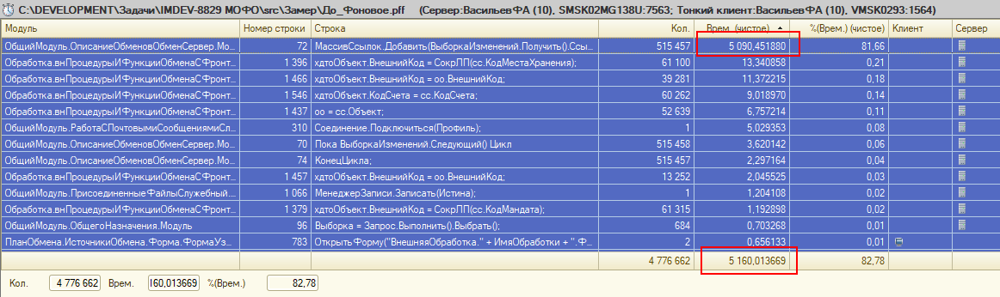 C:\DEVELOPMENT\Задачи\IMDEV-8829 МОФО\src\Замер\До_Фоновое.pff (Сервер:ВасильевФА (10), SMSK02MG138U:7563; Тонкий клиент:ВасильевФА (10), VMSK0293:1564)
Модуль Номер строки Строка Кол. Врем. (чистое) %(Врем.) (чистое) Клиент Сервер
ОбщийМодуль.ОписаниеОбменовОбменСервер.Мо... 72 МассивСсылок.Добавить(ВыборкаИзменений.Получить().Ссы... 515 457 5 090,451880 81,66
Обработка.внПроцедурыИФункцииОбменаСФронт... 1 396 хдтоОбъект.ВнешнийКод = СокрЛП(сс.КодМестаХранения); 61 100 13,340858 0,21
Обработка.внПроцедурыИФункцииОбменаСФронт... 1 466 хдтоОбъект.ВнешнийКод = оо.ВнешнийКод; 39 281 11,372215 0,18
Обработка.внПроцедурыИФункцииОбменаСФронт... 1 546 хдтоОбъект.КодСчета = сс.КодСчета; 60 262 9,018970 0,14
Обработка.внПроцедурыИФункцииОбменаСФронт... 1 437 оо = сс.Объект; 52 639 6,757214 0,11
ОбщийМодуль.РаботаСПочтовымиСообщениямиСл... 310 Соединение.Подключиться(Профиль); 1 5,029353 0,08
ОбщийМодуль.ОписаниеОбменовОбменСервер.Мо... 70 Пока ВыборкаИзменений.Следующий() Цикл 515 458 3,620142 0,06
ОбщийМодуль.ОписаниеОбменовОбменСервер.Мо... 74 КонецЦикла; 515 457 2,297164 0,04
Обработка.внПроцедурыИФункцииОбменаСФронт... 1 457 хдтоОбъект.ВнешнийКод = оо.ВнешнийКод; 13 252 2,045525 0,03
ОбщийМодуль.ПрисоединенныеФайлыСлужебный.... 1 066 МенеджерЗаписи.Записать(Истина); 1 1,204108 0,02
Обработка.внПроцедурыИФункцииОбменаСФронт... 1 379 хдтоОбъект.ВнешнийКод = СокрЛП(сс.КодМандата); 61 315 1,192898 0,02
ОбщийМодуль.ОбщегоНазначения.Модуль 96 Выборка = Запрос.Выполнить().Выбрать(); 684 0,703268 0,01
ПланОбмена.ИсточникиОбмена.Форма.ФормаУз... 783 ОткрытьФорму("ВнешняяОбработка." + ИмяОбработки + ".Ф... 2 0,656133 0,01
4 776 662 5 160,013669 82,78
Кол. 4 776 662 Врем. 160,013669 %(Врем.) 82,78